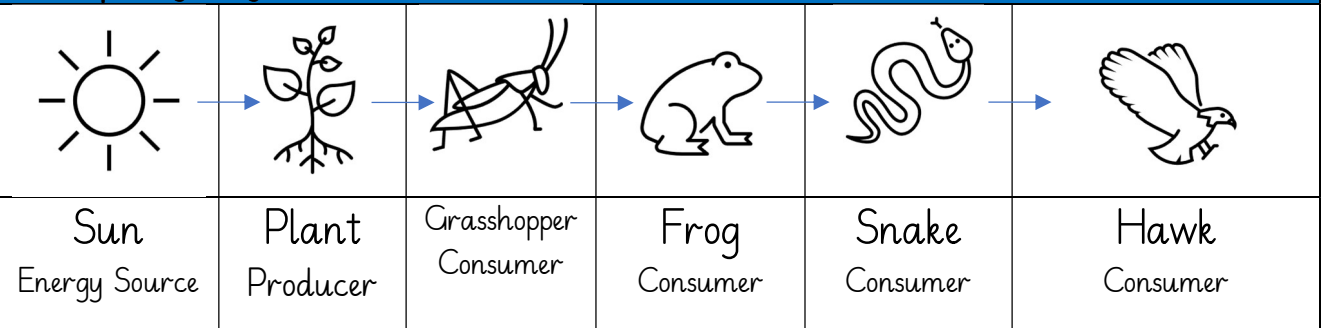 Sun
Energy Source
Plant
Producer
Grasshopper
Consumer
Frog
Consumer
Snake
Consumer
Hawk
Consumer